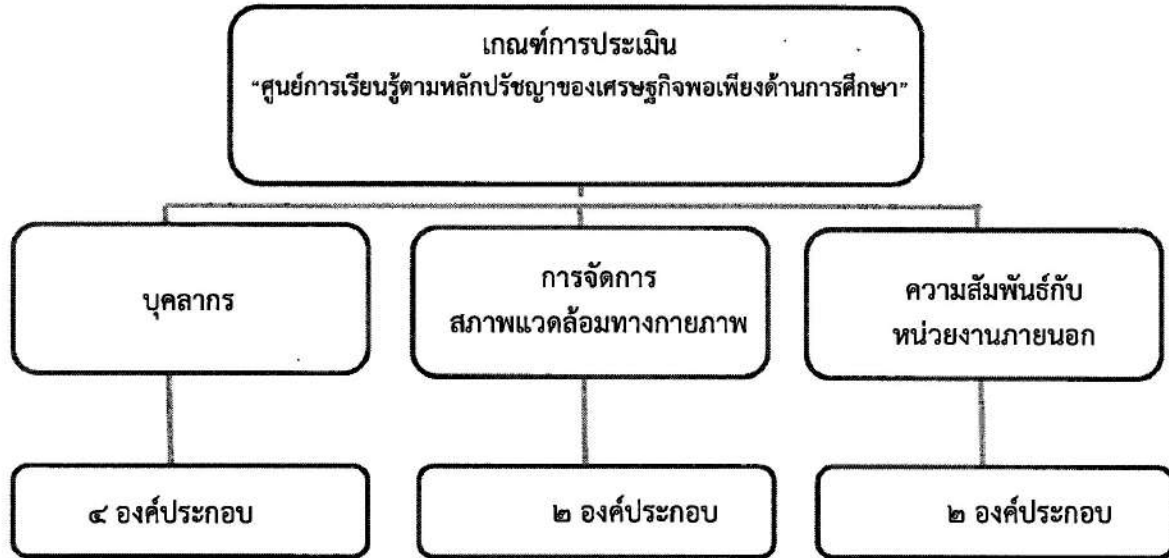 เกณฑ์การประเมิน
"ศูนย์การเรียนรู้ตามหลักปรัชญาของเศรษฐกิจพอเพียงด้านการศึกษา"
บุคลากร
การจัดการ
สภาพแวดล้อมทางกายภาพ
ความสัมพันธ์กับ
หน่วยงานภายนอก
๔ องค์ประกอบ
๒ องค์ประกอบ
๒ องค์ประกอบ